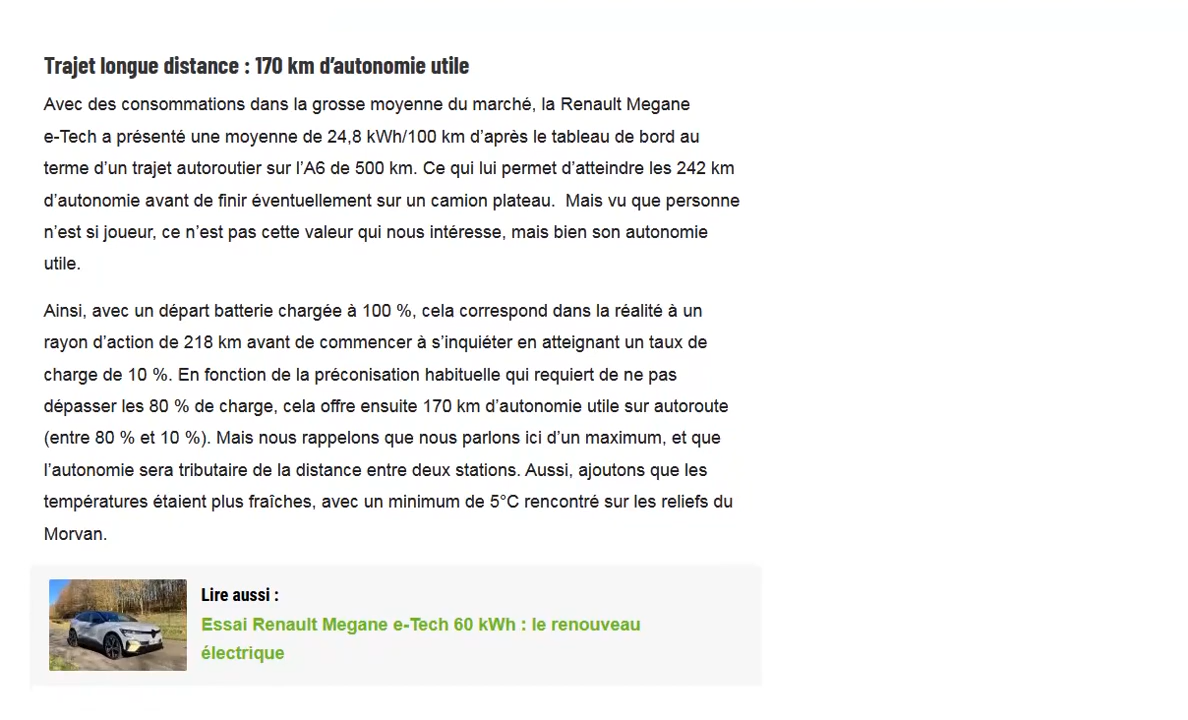 Trajet longue distance : 170 km d’autonomie utile
Avec des consommations dans la grosse moyenne du marché, la Renault Megane
e-Tech a présenté une moyenne de 24,8 kWh/100 km d’après le tableau de bord au
terme d’un trajet autoroutier sur l’A6 de 500 km. Ce qui lui permet d’atteindre les 242 km
d’autonomie avant de finir éventuellement sur un camion plateau.  Mais vu que personne
n’est si joueur, ce n’est pas cette valeur qui nous intéresse, mais bien son autonomie
utile.
Ainsi, avec un départ batterie chargée à 100 %, cela correspond dans la réalité à un
rayon d’action de 218 km avant de commencer à s’inquiéter en atteignant un taux de
charge de 10 %. En fonction de la préconisation habituelle qui requiert de ne pas
dépasser les 80 % de charge, cela offre ensuite 170 km d’autonomie utile sur autoroute
(entre 80 % et 10 %). Mais nous rappelons que nous parlons ici d’un maximum, et que
l’autonomie sera tributaire de la distance entre deux stations. Aussi, ajoutons que les
températures étaient plus fraîches, avec un minimum de 5°C rencontré sur les reliefs du
Morvan.
Lire aussi :
Essai Renault Megane e-Tech 60 kWh : le renouveau
électrique